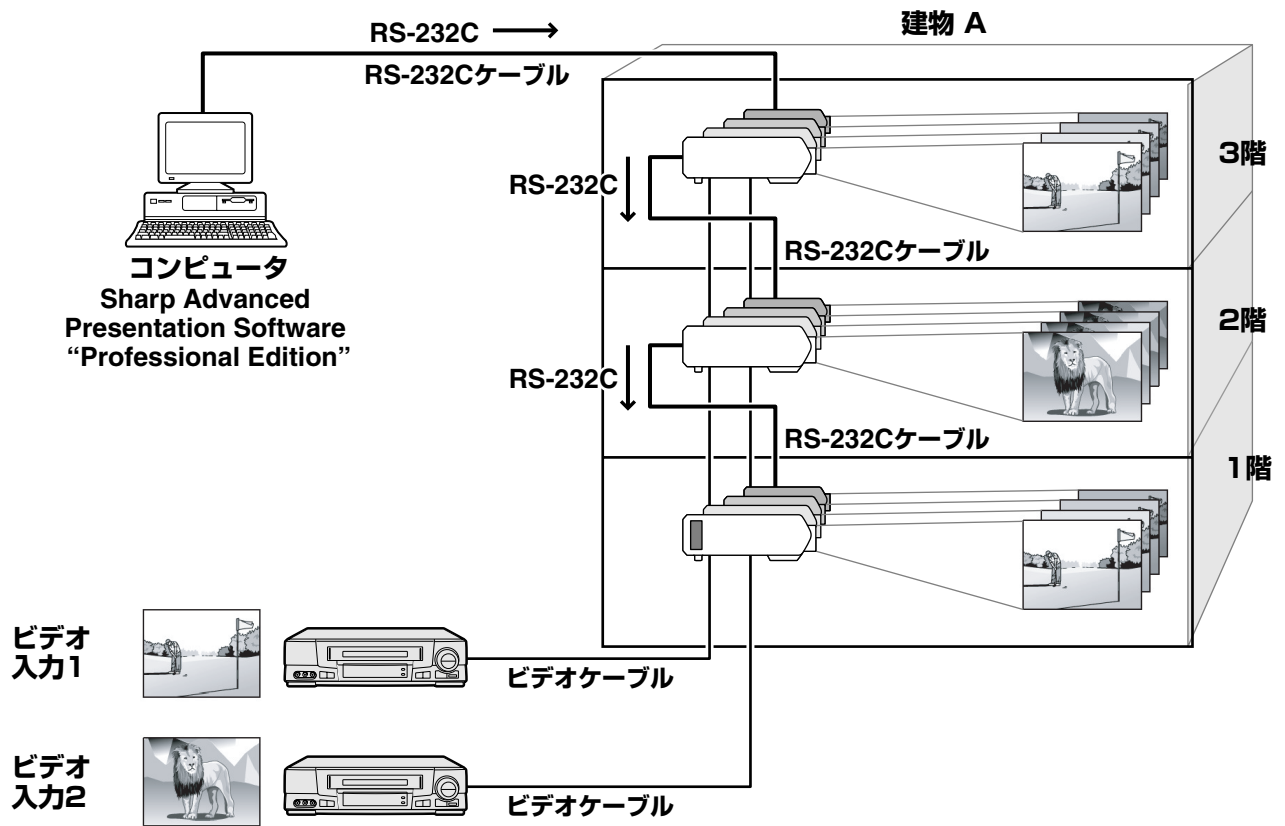 建物 A
RS-232C
RS-232Cケーブル
3階
RS-232C
RS-232Cケーブル
コンピュータ
Sharp Advanced
Presentation Software
“Professional Edition”
2階
RS-232C
RS-232Cケーブル
1階
ビデオ
入力1
ビデオケーブル
ビデオ
入力2
ビデオケーブル